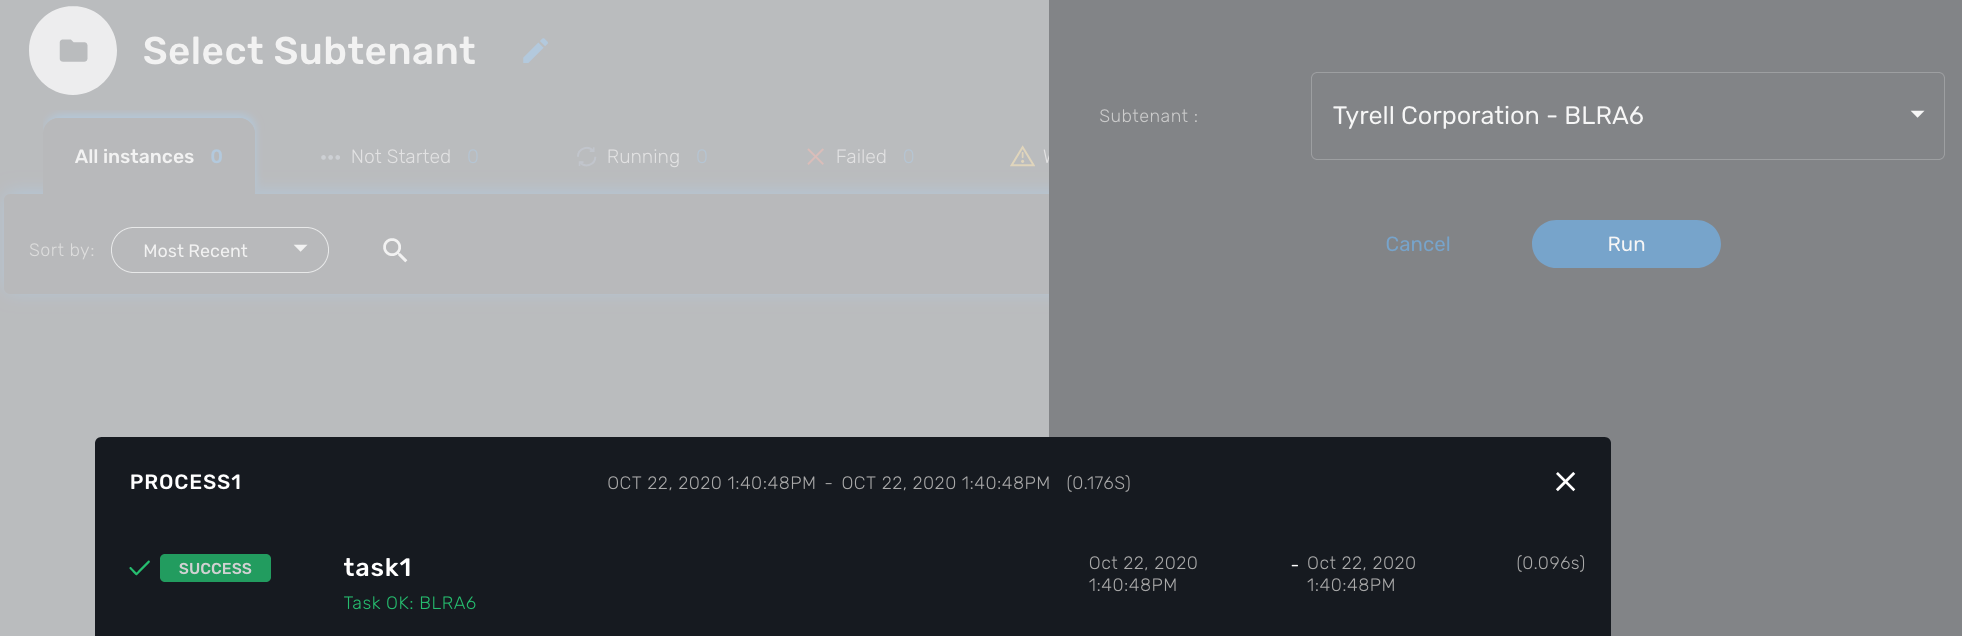 Select Subtenant
Subtenant :
Tyrell Corporation - BLRA6
All instances 0
Not Started 0
Running 0
Failed 0
Sort by:
Most Recent
Cancel
Run
PROCESS1
OCT 22, 2020 1:40:48PM - OCT 22, 2020 1:40:48PM (0.176S)
SUCCESS
task1
Oct 22, 2020
1:40:48PM
- Oct 22, 2020
1:40:48PM
(0.096s)
Task OK: BLRA6